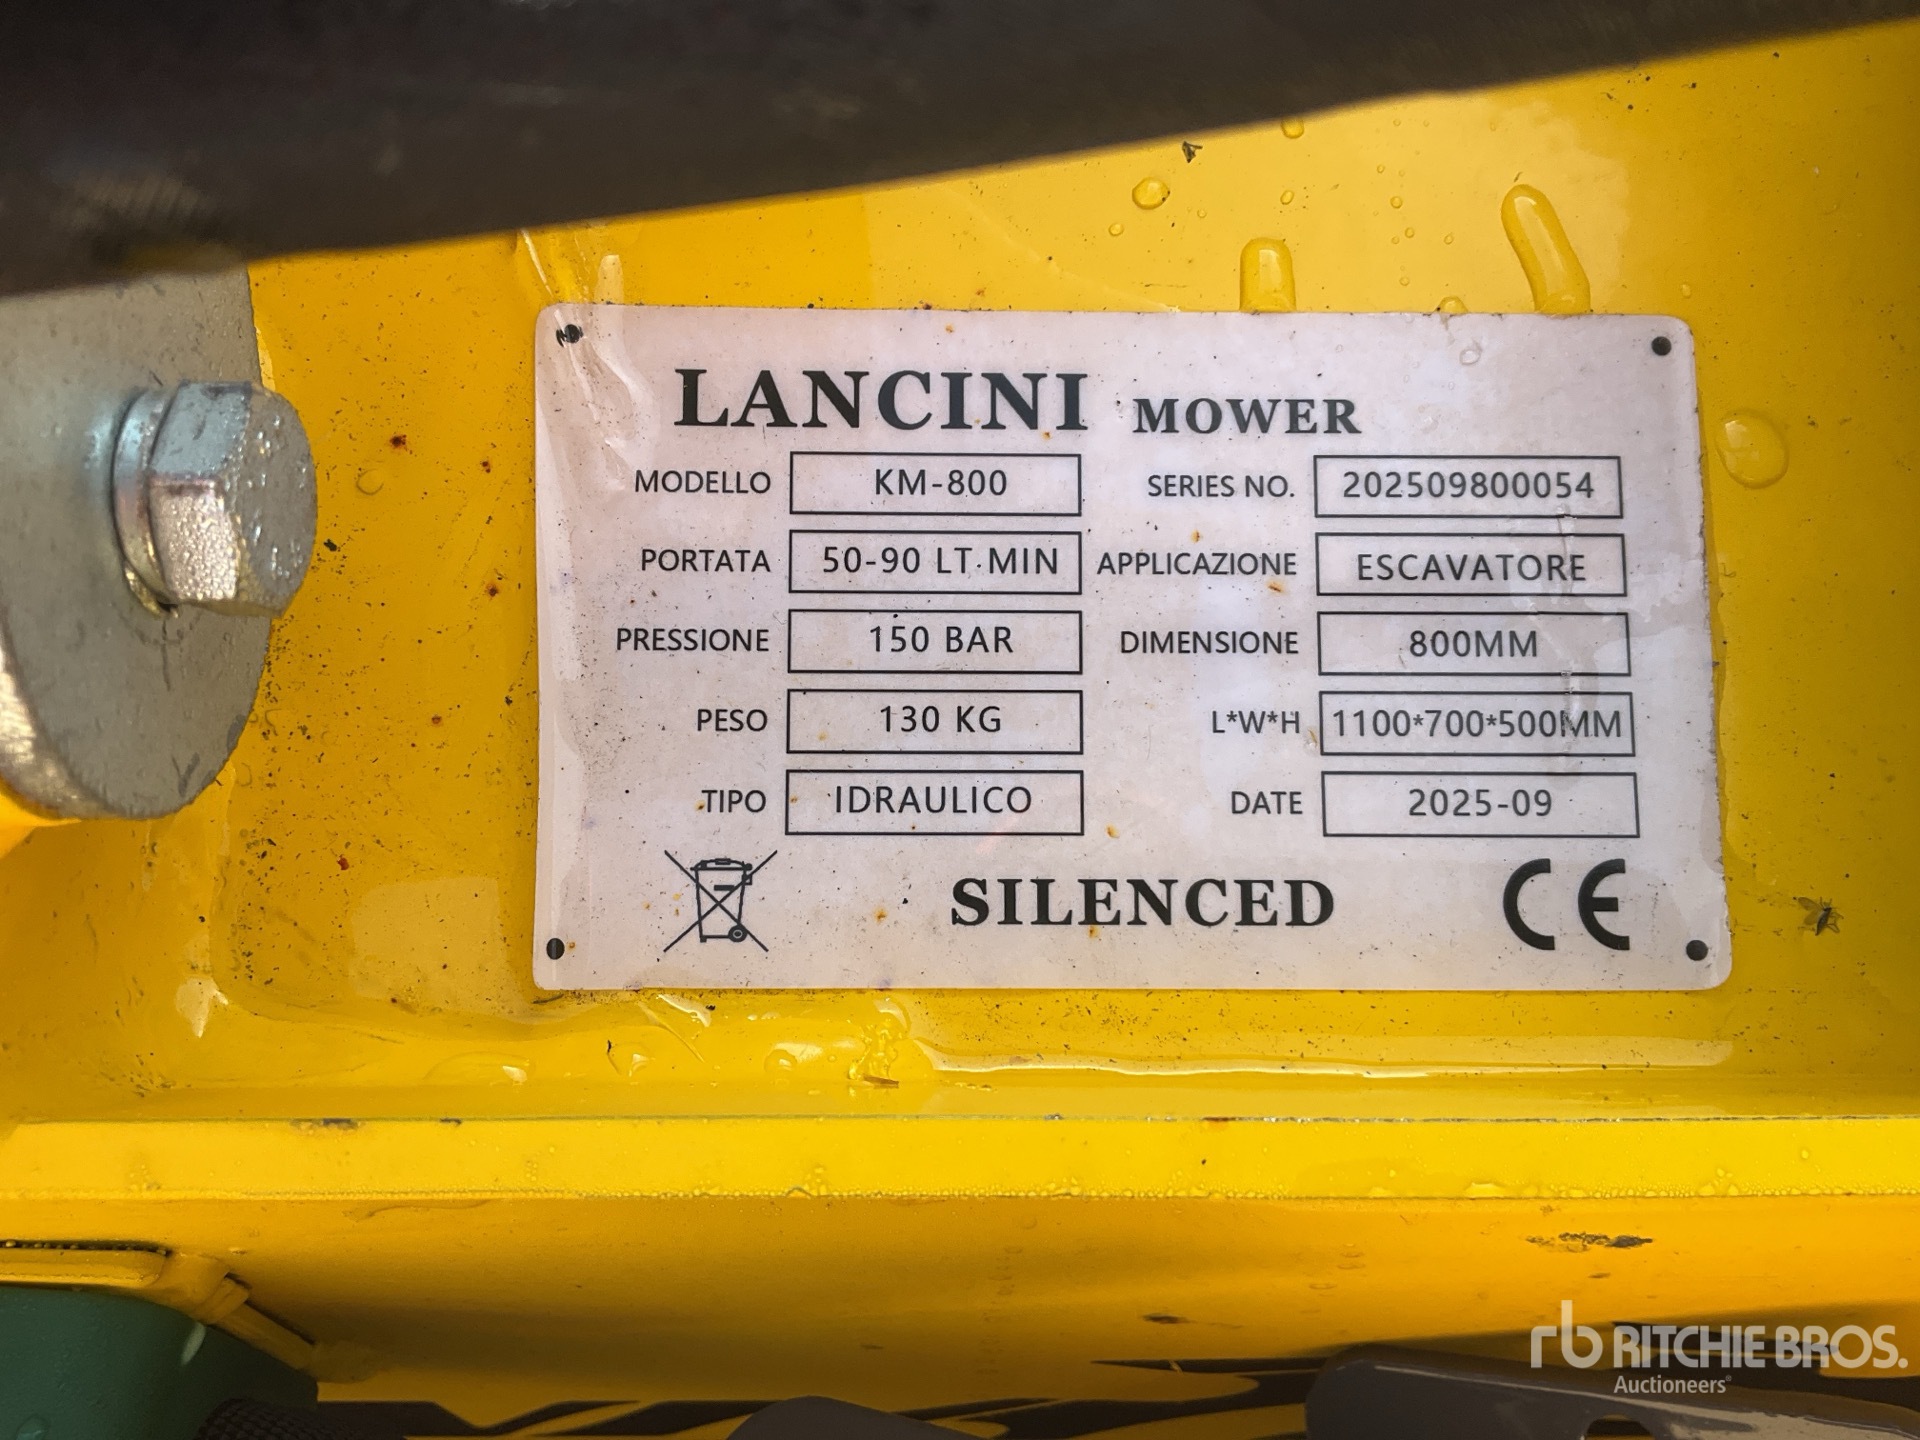 LANCINI MOWER
MODELLO KM-800 SERIES NO. 202509800054
PORTATA 50-90 LT.MIN APPLICAZIONE ESCAVATORE
PRESSIONE 150 BAR DIMENSIONE 800MM
PESO 130 KG L*W*H 1100*700*500MM
TIPO IDRAULICO DATE 2025-09
SILENCED CE
rb RITCHIE BROS.
Auctioneers®